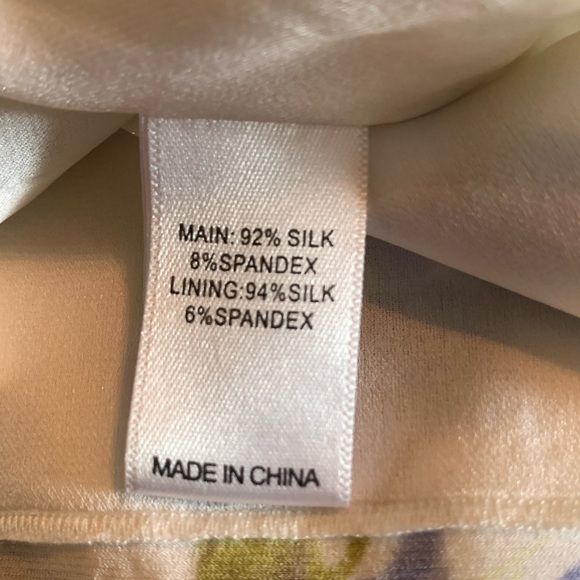 MAIN: 92% SILK
8%SPANDEX
LINING:94%SILK
6%SPANDEX
MADE IN CHINA